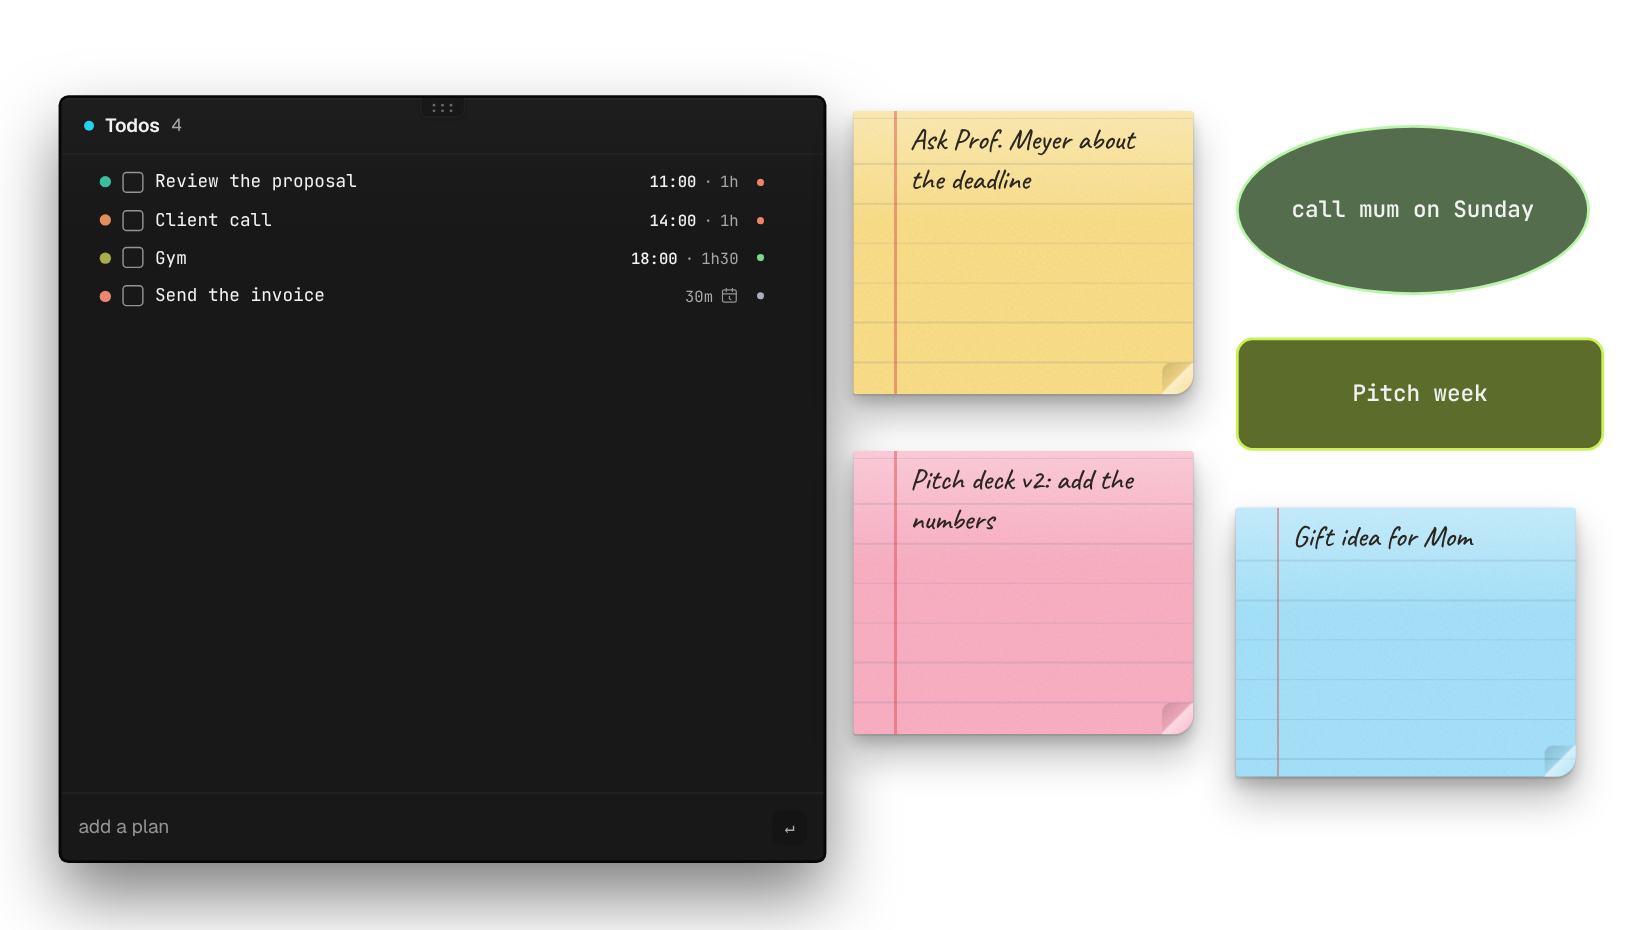 Todos 4
Review the proposal 11:00 · 1h
Client call 14:00 · 1h
Gym 18:00 · 1h30
Send the invoice 30m
add a plan
Ask Prof. Meyer about
the deadline
Pitch deck v2: add the
numbers
call mum on Sunday
Pitch week
Gift idea for Mom